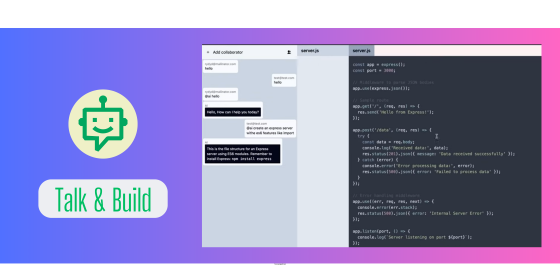 Talk & Build
+ Add collaborator
hello
hello
@ai hello
Hello, How can I help you today?
@ai create an express server
withe es6 features like import
This is the file structure for an Express
server using ES6 modules. Remember to
install Express: npm install express
server.js
server.js
const app = express();
const port = 3000;
app.use(express.json());
app.get("/", (req, res) => {
res.send('Hello from Express!');
});
app.post("/data", (req, res) => {
try {
const data = req.body;
console.log("Received data:", data);
res.status(201).json({ message: 'Data received successfully' });
} catch (error) {
console.error("Error processing data:", error);
res.status(500).json({ error: 'Failed to process data' });
}
});
app.use((err, req, res, next) => {
console.error(err.stack);
res.status(500).json({ error: 'Internal Server Error' });
});
app.listen(port, () => {
console.log(`Server listening on port ${port}`);
});